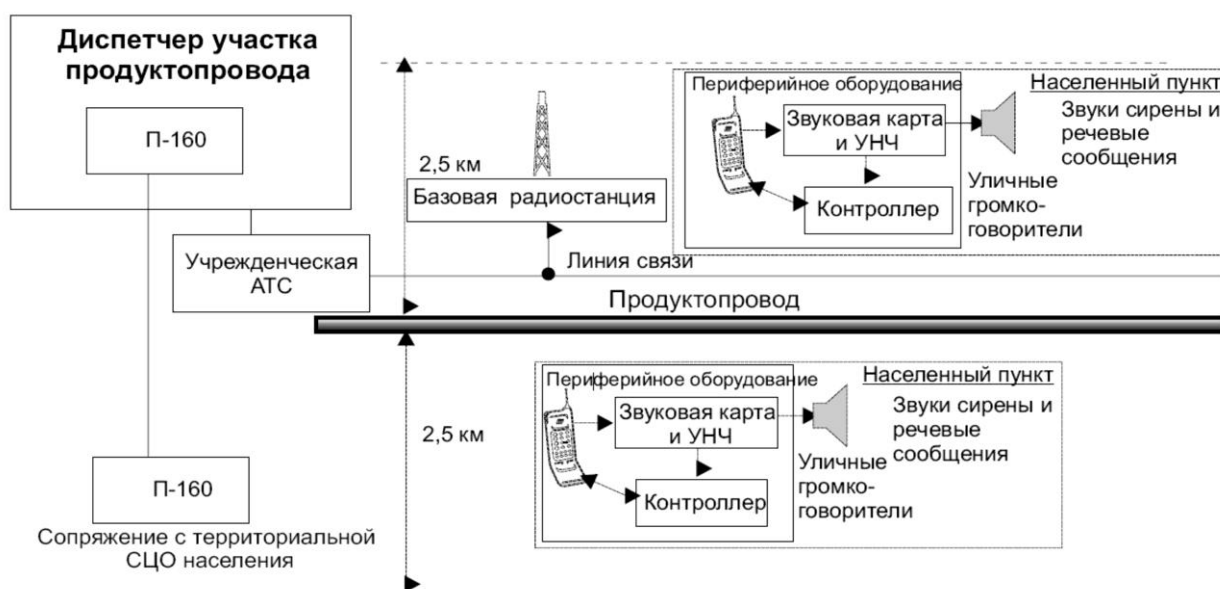 Диспетчер участка
продуктопровода
П-160
Учрежденческая
АТС
П-160
Сопряжение с территориальной
СЦО населения
2,5 км
Базовая радиостанция
Линия связи
Продуктопровод
Периферийное оборудование
Звуковая карта
и УНЧ
Контроллер
Населенный пункт
Звуки сирены и
речевые
сообщения
Уличные
громко-
говорители
2,5 км
Периферийное оборудование
Звуковая карта
и УНЧ
Контроллер
Населенный пункт
Звуки сирены и
речевые
сообщения
Уличные
громко-
говорители